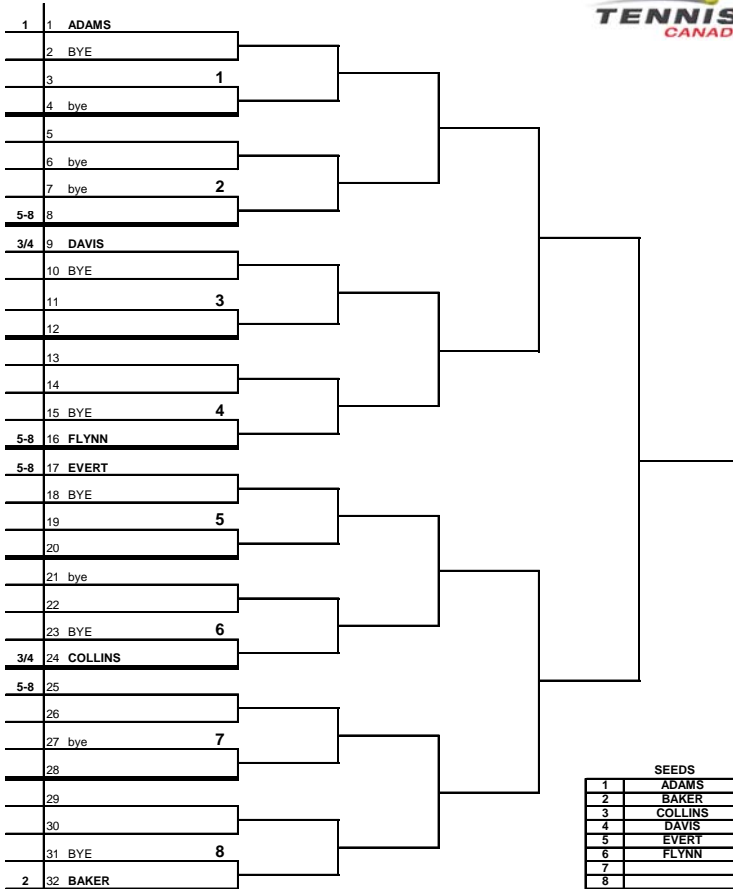 TENNIS
CANAD
1 1 ADAMS
2 BYE
3 1
4 bye
5
6 bye
7 bye 2
5-8 8
3/4 9 DAVIS
10 BYE
11 3
12
13
14
15 BYE 4
5-8 16 FLYNN
5-8 17 EVERT
18 BYE
19 5
20
21 bye
22
23 BYE 6
3/4 24 COLLINS
5-8 25
26
27 bye 7
28
29
30
31 BYE 8
2 32 BAKER
SEEDS
1 ADAMS
2 BAKER
3 COLLINS
4 DAVIS
5 EVERT
6 FLYNN
7
8